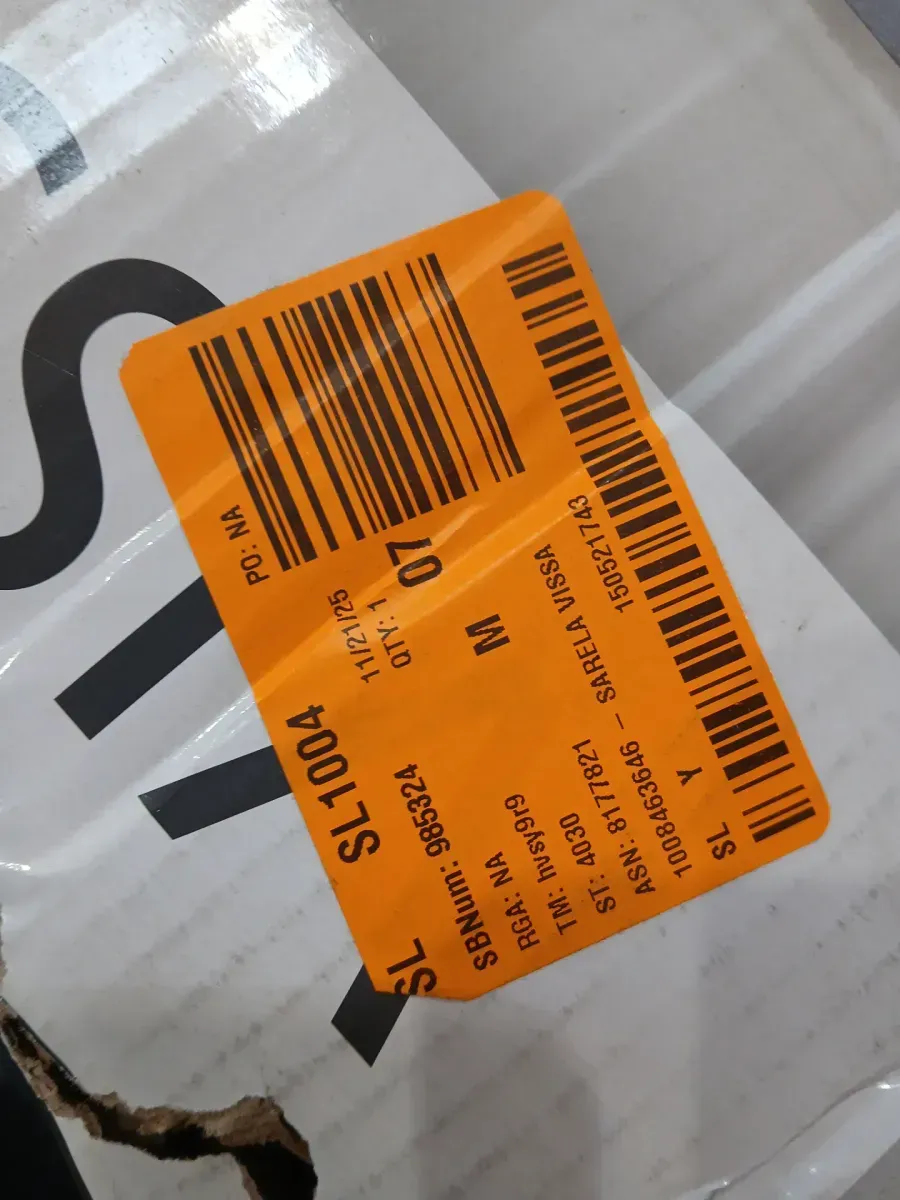 SL SL1004 PO: NA
11/21/25
SBNum: 985324 QTY: 1 07
RGA: NA M
TM: hvsy9r9
ST: 4030
ASN: 8177821
1008463646 – SARELA VISSA
SL Y 150521743